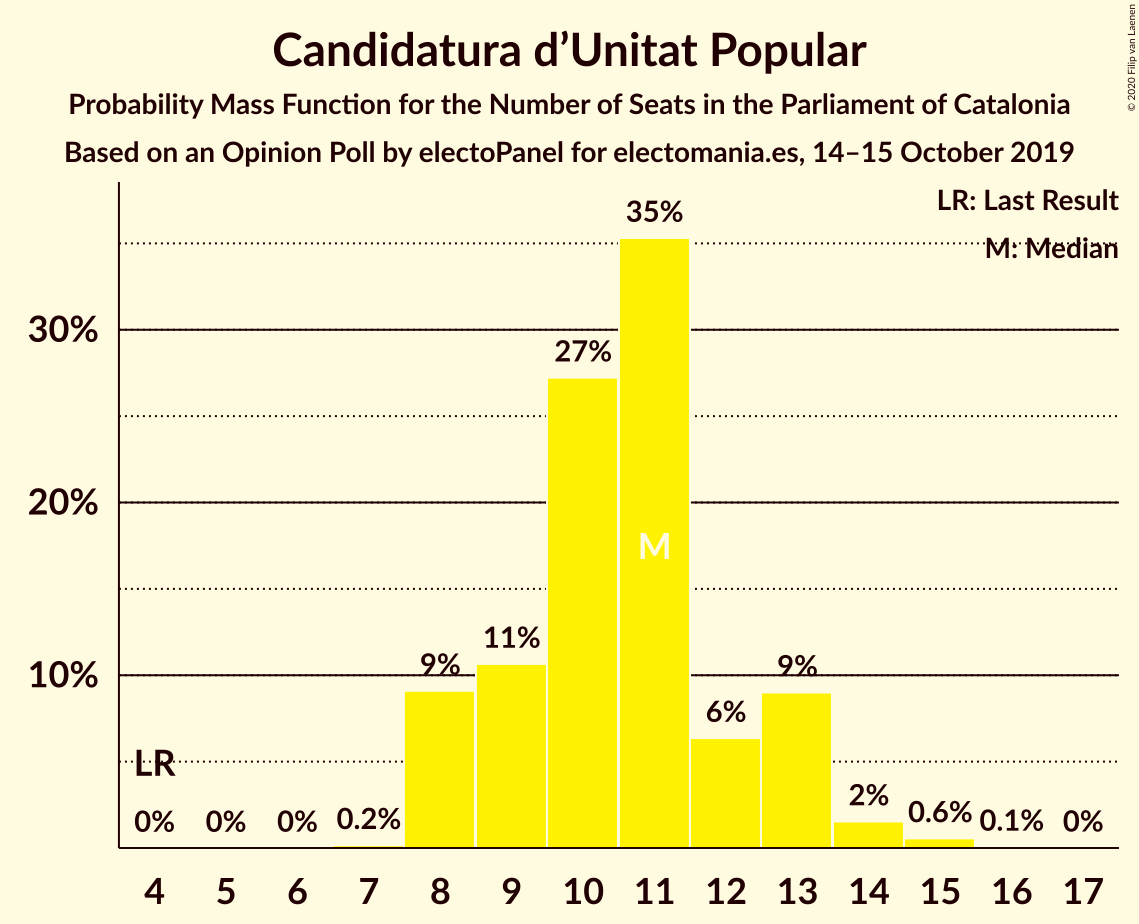 Candidatura d’Unitat Popular
Probability Mass Function for the Number of Seats in the Parliament of Catalonia
Based on an Opinion Poll by electoPanel for electomania.es, 14–15 October 2019
© 2020 Filip van Laenen
LR: Last Result
M: Median
35%
30%
27%
20%
M
11%
10%
9%
9%
6%
LR
2%
0% 0% 0% 0.2% 0.6% 0.1% 0%
4 5 6 7 8 9 10 11 12 13 14 15 16 17